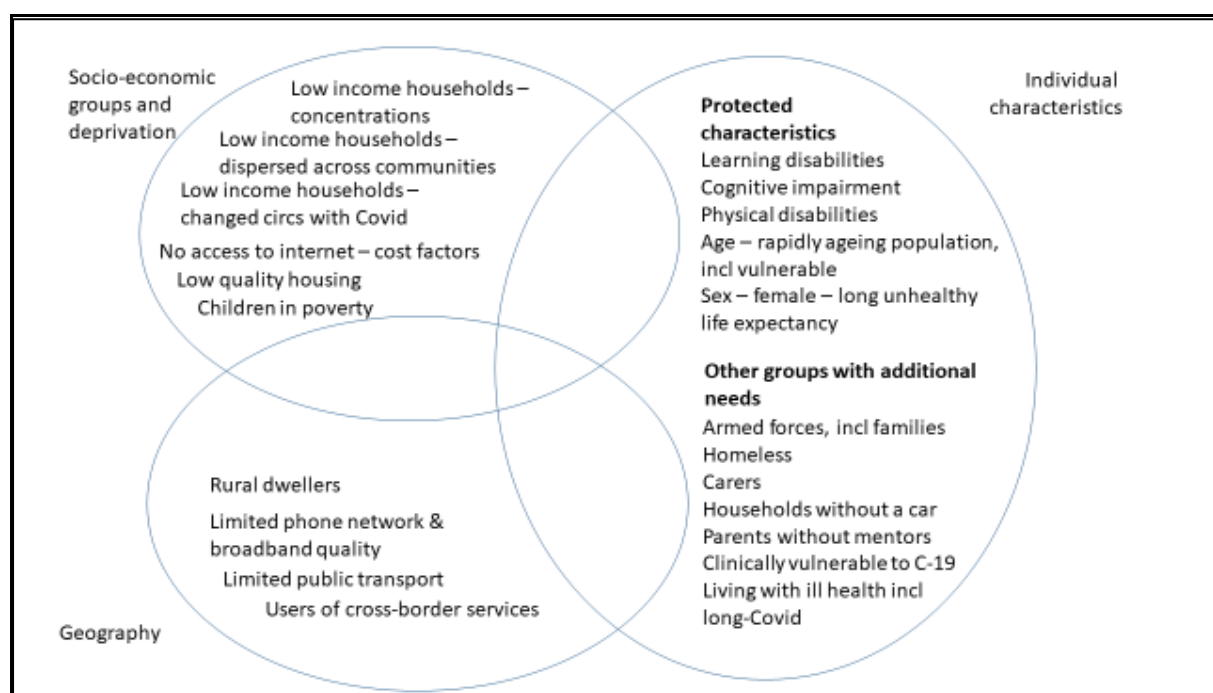 Socio-economic
groups and
deprivation
Low income households –
concentrations
Low income households –
dispersed across communities
Low income households –
changed circs with Covid
No access to internet – cost factors
Low quality housing
Children in poverty
Individual
characteristics
Protected
characteristics
Learning disabilities
Cognitive impairment
Physical disabilities
Age – rapidly ageing population,
incl vulnerable
Sex – female – long unhealthy
life expectancy
Other groups with additional
needs
Armed forces, incl families
Homeless
Carers
Households without a car
Parents without mentors
Clinically vulnerable to C-19
Living with ill health incl
long-Covid
Rural dwellers
Limited phone network &
broadband quality
Limited public transport
Users of cross-border services
Geography